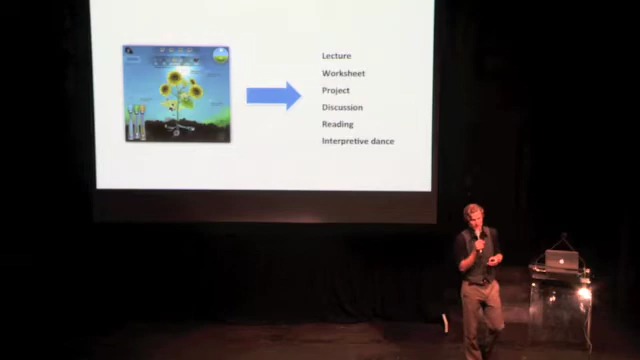 Lecture
Worksheet
Project
Discussion
Reading
Interpretive dance